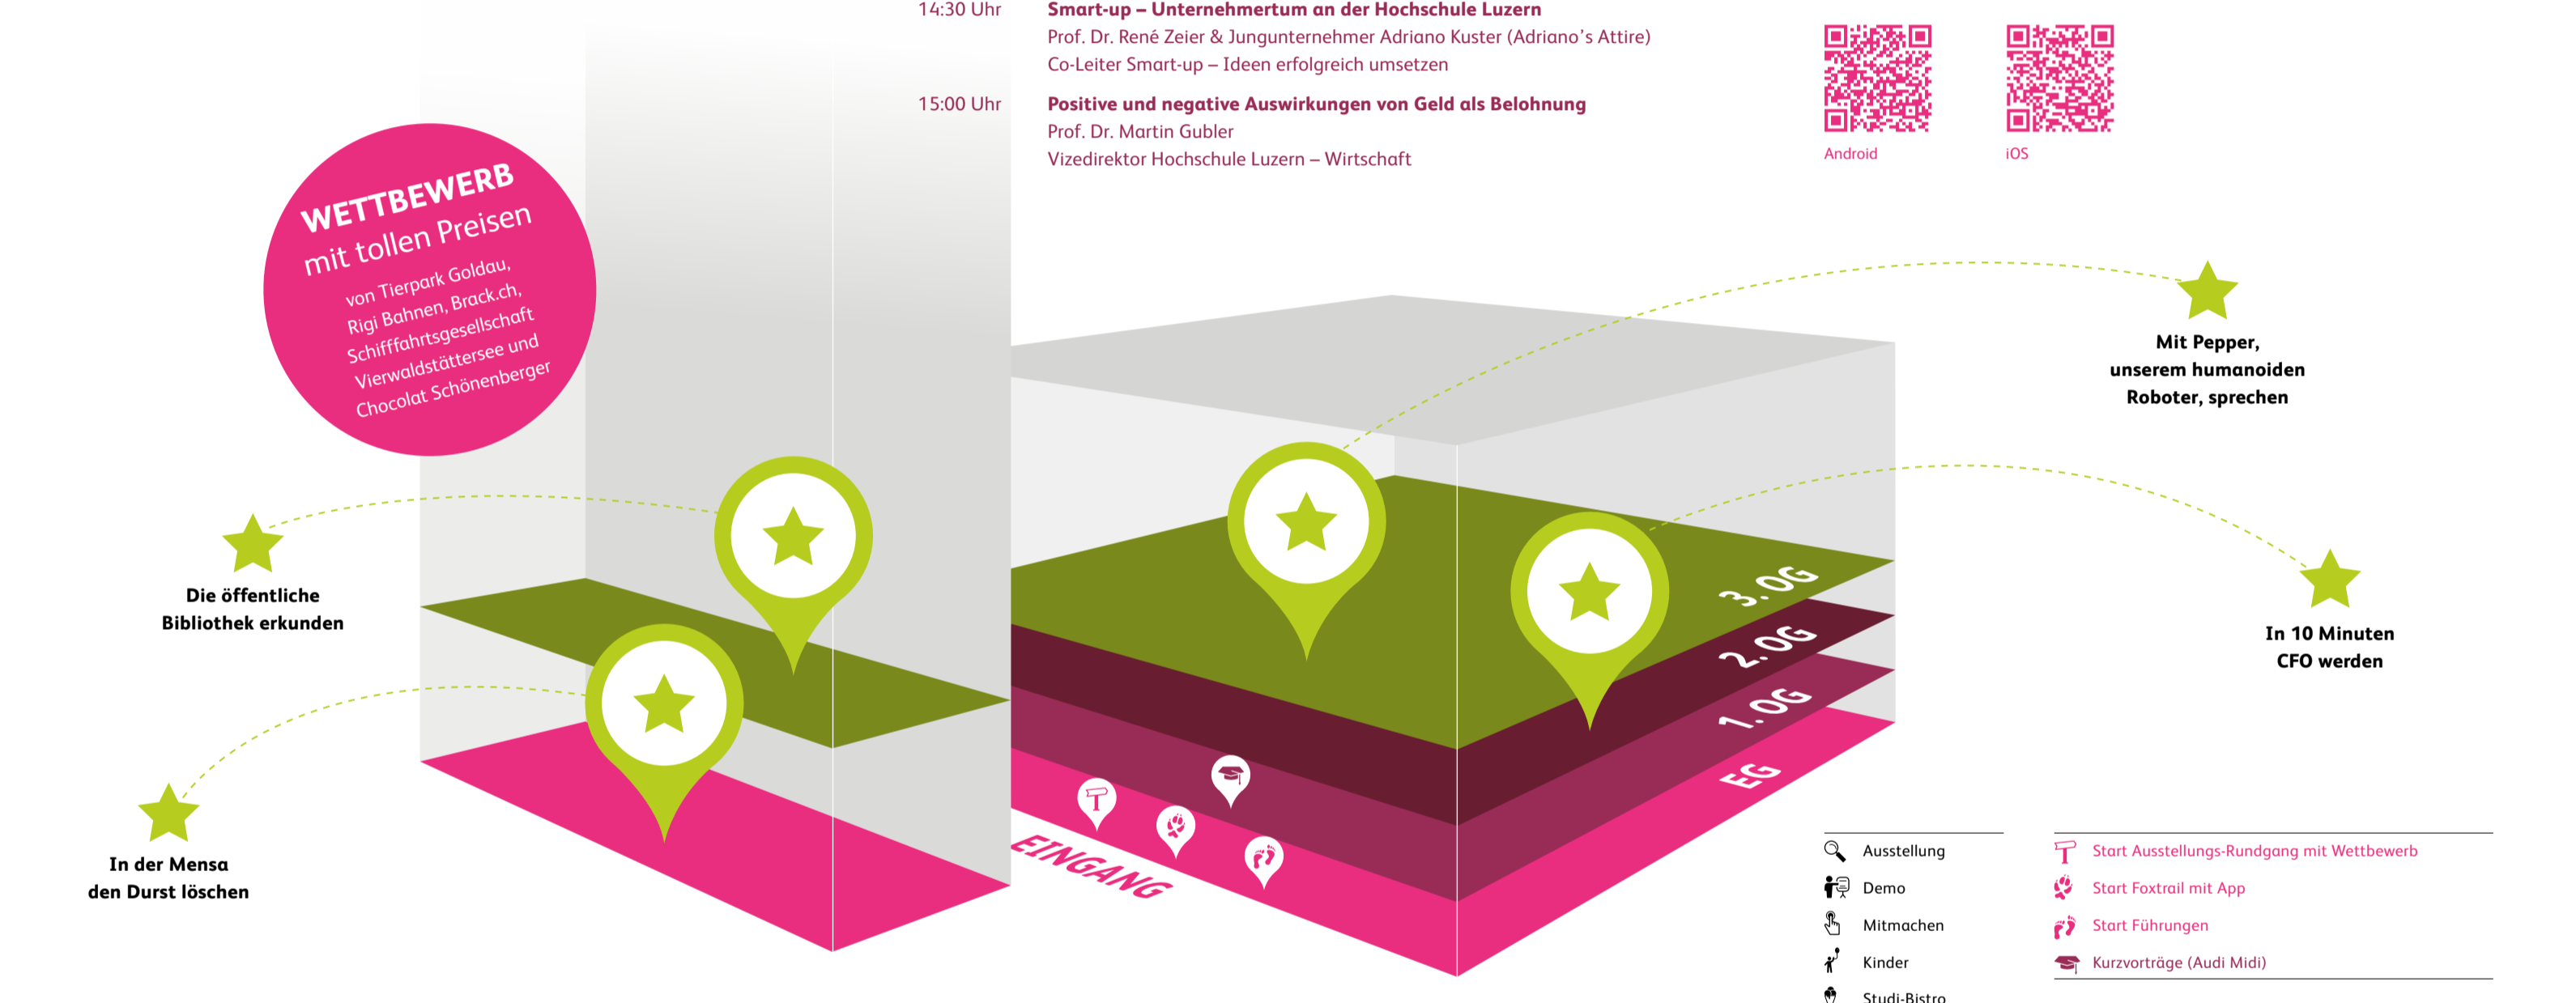 14:30 Uhr
Smart-up – Unternehmertum an der Hochschule Luzern
Prof. Dr. René Zeier & Jungunternehmer Adriano Kuster (Adriano's Attire)
Co-Leiter Smart-up – Ideen erfolgreich umsetzen
15:00 Uhr
Positive und negative Auswirkungen von Geld als Belohnung
Prof. Dr. Martin Gubler
Vizedirektor Hochschule Luzern – Wirtschaft
Android
iOS
WETTBEWERB
mit tollen Preisen
von Tierpark Goldau,
Rigi Bahnen, Brack.ch,
Schifffahrtsgesellschaft
Vierwaldstättersee und
Chocolat Schönenberger
Mit Pepper,
unserem humanoiden
Roboter, sprechen
Die öffentliche
Bibliothek erkunden
In 10 Minuten
CFO werden
In der Mensa
den Durst löschen
3.OG
2.OG
1.OG
EG
EINGANG
Ausstellung
Demo
Mitmachen
Kinder
Studi-Bistro
Start Ausstellungs-Rundgang mit Wettbewerb
Start Foxtrail mit App
Start Führungen
Kurzvorträge (Audi Midi)